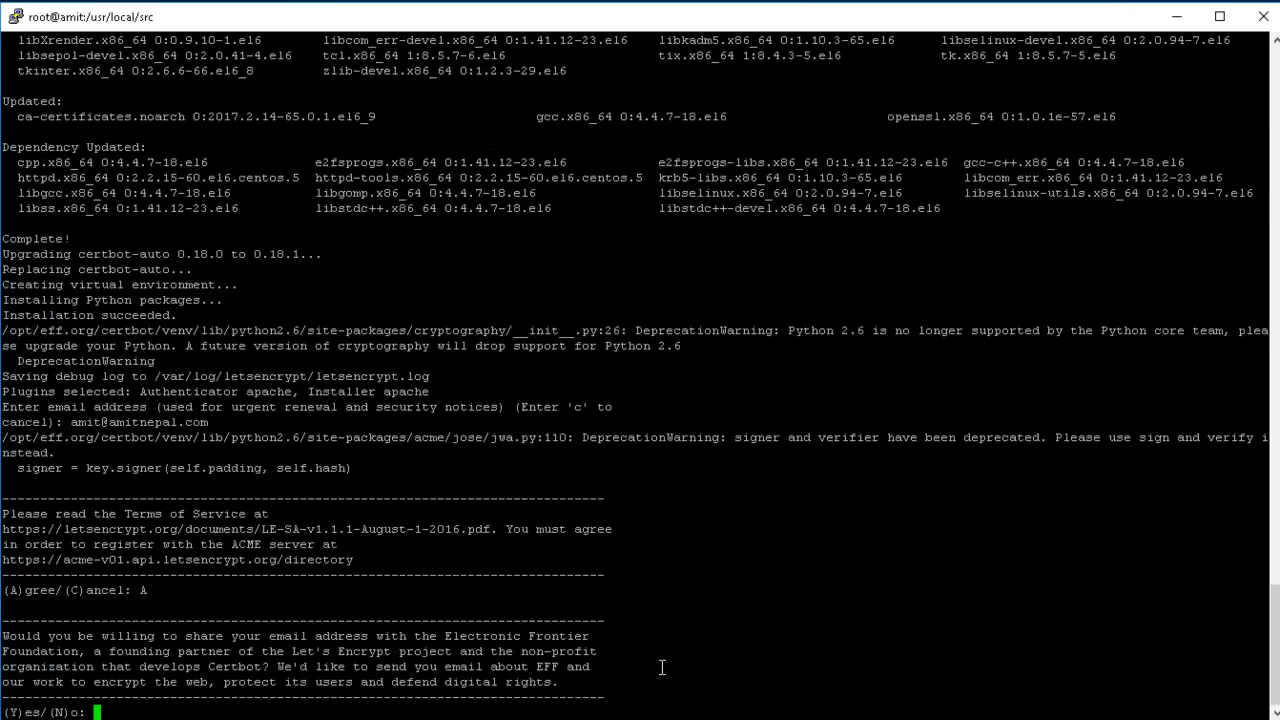 root@amit:/usr/local/src
libXrender.x86_64 0:0.9.10-1.el6 libcom_err-devel.x86_64 0:1.41.12-23.el6 libkadm5.x86_64 0:1.10.3-65.el6 libselinux-devel.x86_64 0:2.0.94-7.el6
libsepol-devel.x86_64 0:2.0.41-4.el6 tcl.x86_64 1:8.5.7-6.el6 tix.x86_64 1:8.4.3-5.el6 tk.x86_64 1:8.5.7-5.el6
tkinter.x86_64 0:2.6.6-66.el6_8 zlib-devel.x86_64 0:1.2.3-29.el6
Updated:
ca-certificates.noarch 0:2017.2.14-65.0.1.el6_9 gcc.x86_64 0:4.4.7-18.el6 openssl.x86_64 0:1.0.1e-57.el6
Dependency Updated:
cpp.x86_64 0:4.4.7-18.el6 e2fsprogs.x86_64 0:1.41.12-23.el6 e2fsprogs-libs.x86_64 0:1.41.12-23.el6 gcc-c++.x86_64 0:4.4.7-18.el6
httpd.x86_64 0:2.2.15-60.el6.centos.5 httpd-tools.x86_64 0:2.2.15-60.el6.centos.5 krb5-libs.x86_64 0:1.10.3-65.el6 libcom_err.x86_64 0:1.41.12-23.el6
libgcc.x86_64 0:4.4.7-18.el6 libgomp.x86_64 0:4.4.7-18.el6 libselinux.x86_64 0:2.0.94-7.el6 libselinux-utils.x86_64 0:2.0.94-7.el6
libss.x86_64 0:1.41.12-23.el6 libstdc++.x86_64 0:4.4.7-18.el6 libstdc++-devel.x86_64 0:4.4.7-18.el6
Complete!
Upgrading certbot-auto 0.18.0 to 0.18.1...
Replacing certbot-auto...
Creating virtual environment...
Installing Python packages...
Installation succeeded.
/opt/eff.org/certbot/venv/lib/python2.6/site-packages/cryptography/__init__.py:26: DeprecationWarning: Python 2.6 is no longer supported by the Python core team, plea
se upgrade your Python. A future version of cryptography will drop support for Python 2.6
DeprecationWarning
Saving debug log to /var/log/letsencrypt/letsencrypt.log
Plugins selected: Authenticator apache, Installer apache
Enter email address (used for urgent renewal and security notices) (Enter 'c' to
cancel): amit@amitnepal.com
/opt/eff.org/certbot/venv/lib/python2.6/site-packages/acme/jose/jwa.py:110: DeprecationWarning: signer and verifier have been deprecated. Please use sign and verify i
nstead.
signer = key.signer(self.padding, self.hash)
-------------------------------------------------------------------------------
Please read the Terms of Service at
https://letsencrypt.org/documents/LE-SA-v1.1.1-August-1-2016.pdf. You must agree
in order to register with the ACME server at
https://acme-v01.api.letsencrypt.org/directory
-------------------------------------------------------------------------------
(A)gree/(C)ancel: A
-------------------------------------------------------------------------------
Would you be willing to share your email address with the Electronic Frontier
Foundation, a founding partner of the Let's Encrypt project and the non-profit
organization that develops Certbot? We'd like to send you email about EFF and
our work to encrypt the web, protect its users and defend digital rights.
-------------------------------------------------------------------------------
(Y)es/(N)o: